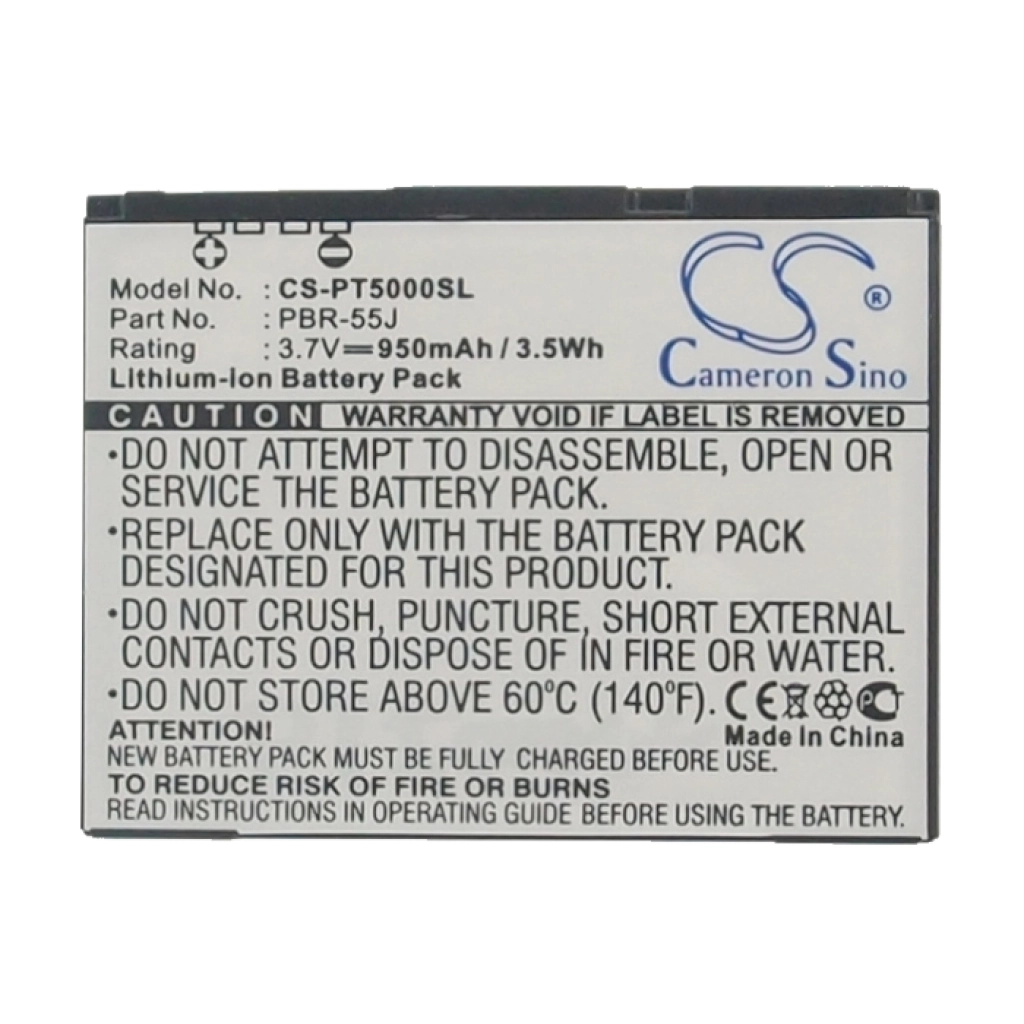 CS ®
Cameron Sino
Model No. : CS-PT5000SL
Part No. : PBR-55J
Rating : 3.7V⎓950mAh / 3.5Wh
Lithium-Ion Battery Pack
CAUTION WARRANTY VOID IF LABEL IS REMOVED
•DO NOT ATTEMPT TO DISASSEMBLE, OPEN OR
SERVICE THE BATTERY PACK.
•REPLACE ONLY WITH THE BATTERY PACK
DESIGNATED FOR THIS PRODUCT.
•DO NOT CRUSH, PUNCTURE, SHORT EXTERNAL
CONTACTS OR DISPOSE OF IN FIRE OR WATER.
•DO NOT STORE ABOVE 60°C (140°F). CE
ATTENTION! Made In China
NEW BATTERY PACK MUST BE FULLY CHARGED BEFORE USE.
TO REDUCE RISK OF FIRE OR BURNS
READ INSTRUCTIONS IN OPERATING GUIDE BEFORE USING THE BATTERY.